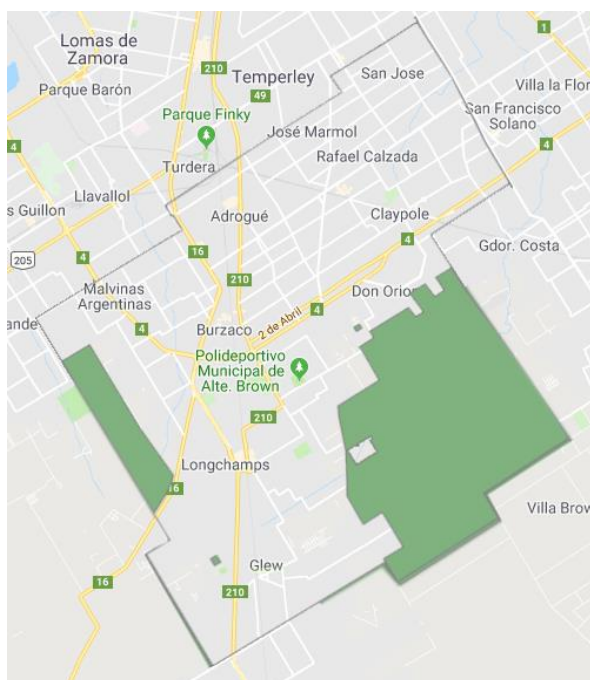 Lomas de
Zamora
210
1
Temperley
San Jose
Parque Barón
Villa la Flor
49
Parque Finky
San Francisco
Solano
José Marmol
4
4
Rafael Calzada
Turdera
Llavallol
s Guillon
Adrogué
Claypole
4
Gdor. Costa
16
4
205
210
Malvinas
Argentinas
Don Orion
ande
4
Burzaco
2 de Abril
4
Polideportivo
Municipal de
Alte. Brown
210
Longchamps
16
Villa Brow
Glew
16
210